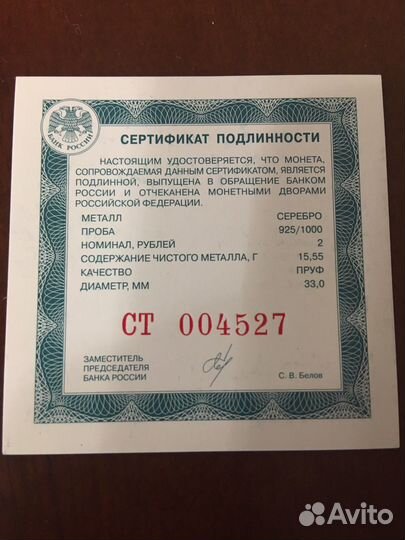 БАНК РОССИИ
СЕРТИФИКАТ ПОДЛИННОСТИ
НАСТОЯЩИМ УДОСТОВЕРЯЕТСЯ, ЧТО МОНЕТА,
СОПРОВОЖДАЕМАЯ ДАННЫМ СЕРТИФИКАТОМ, ЯВЛЯЕТСЯ
ПОДЛИННОЙ, ВЫПУЩЕНА В ОБРАЩЕНИЕ БАНКОМ
РОССИИ И ОТЧЕКАНЕНА МОНЕТНЫМИ ДВОРАМИ
РОССИЙСКОЙ ФЕДЕРАЦИИ.
МЕТАЛЛ СЕРЕБРО
ПРОБА 925/1000
НОМИНАЛ, РУБЛЕЙ 2
СОДЕРЖАНИЕ ЧИСТОГО МЕТАЛЛА, Г 15,55
КАЧЕСТВО ПРУФ
ДИАМЕТР, ММ 33,0
СТ 004527
ЗАМЕСТИТЕЛЬ
ПРЕДСЕДАТЕЛЯ
БАНКА РОССИИ С. В. Белов
Avito